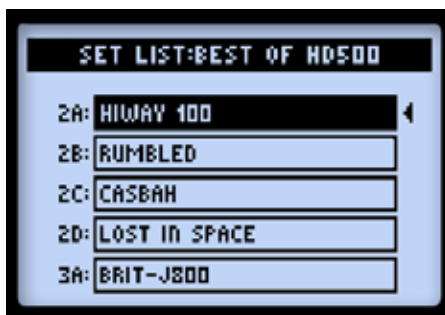 SET LIST:BEST OF HD500
2A: HIWAY 100
2B: RUMBLED
2C: CASBAH
2D: LOST IN SPACE
3A: BRIT-J800